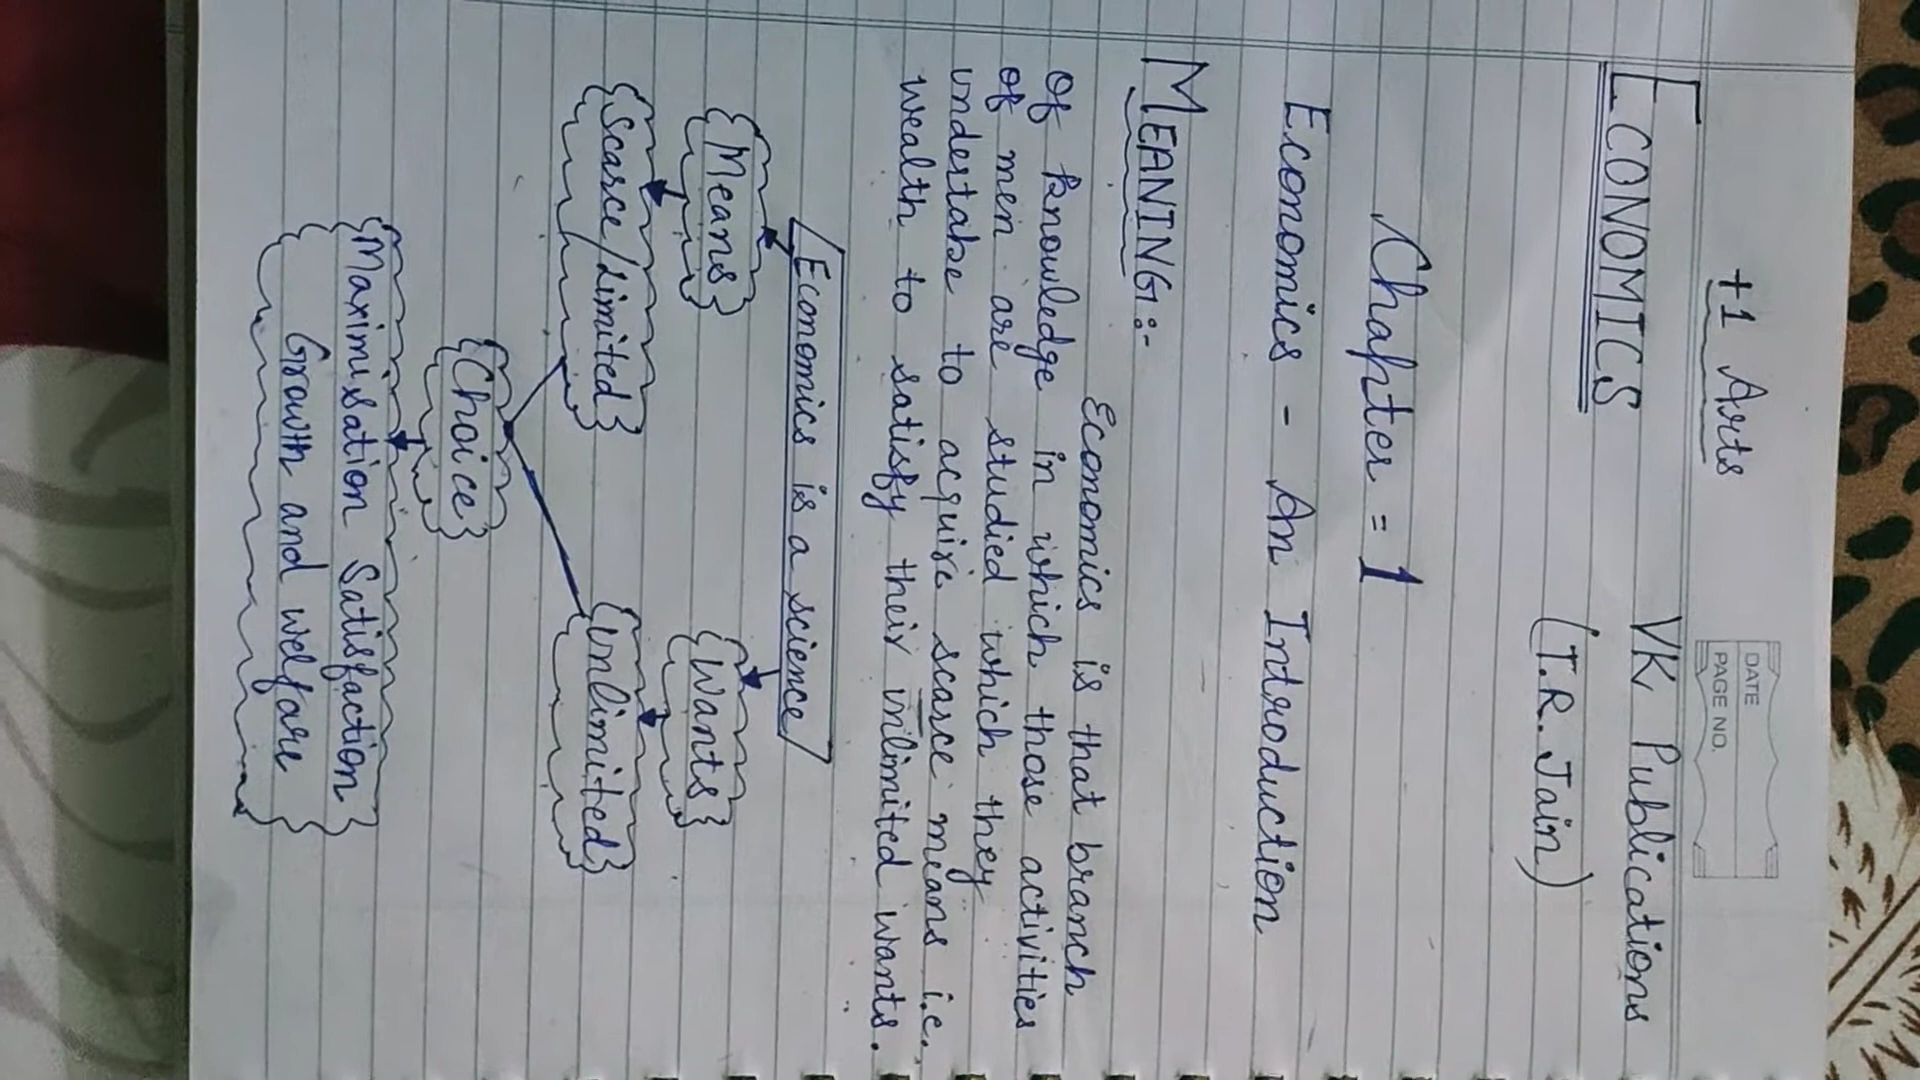 +1 Arts
DATE
PAGE NO.
ECONOMICS VK Publications
(T.R. Jain)
Chapter = 1
Economics - An Introduction
MEANING:-
Economics is that branch
of knowledge in which those activities
of men are studied which they
undertake to acquire scarce means i.e.
wealth to satisfy their unlimited wants.
Economics is a science
{Means} {Wants}
{Scarce/Limited} {Unlimited}
{Choice}
{Maximisation Satisfaction}
{Growth and welfare}